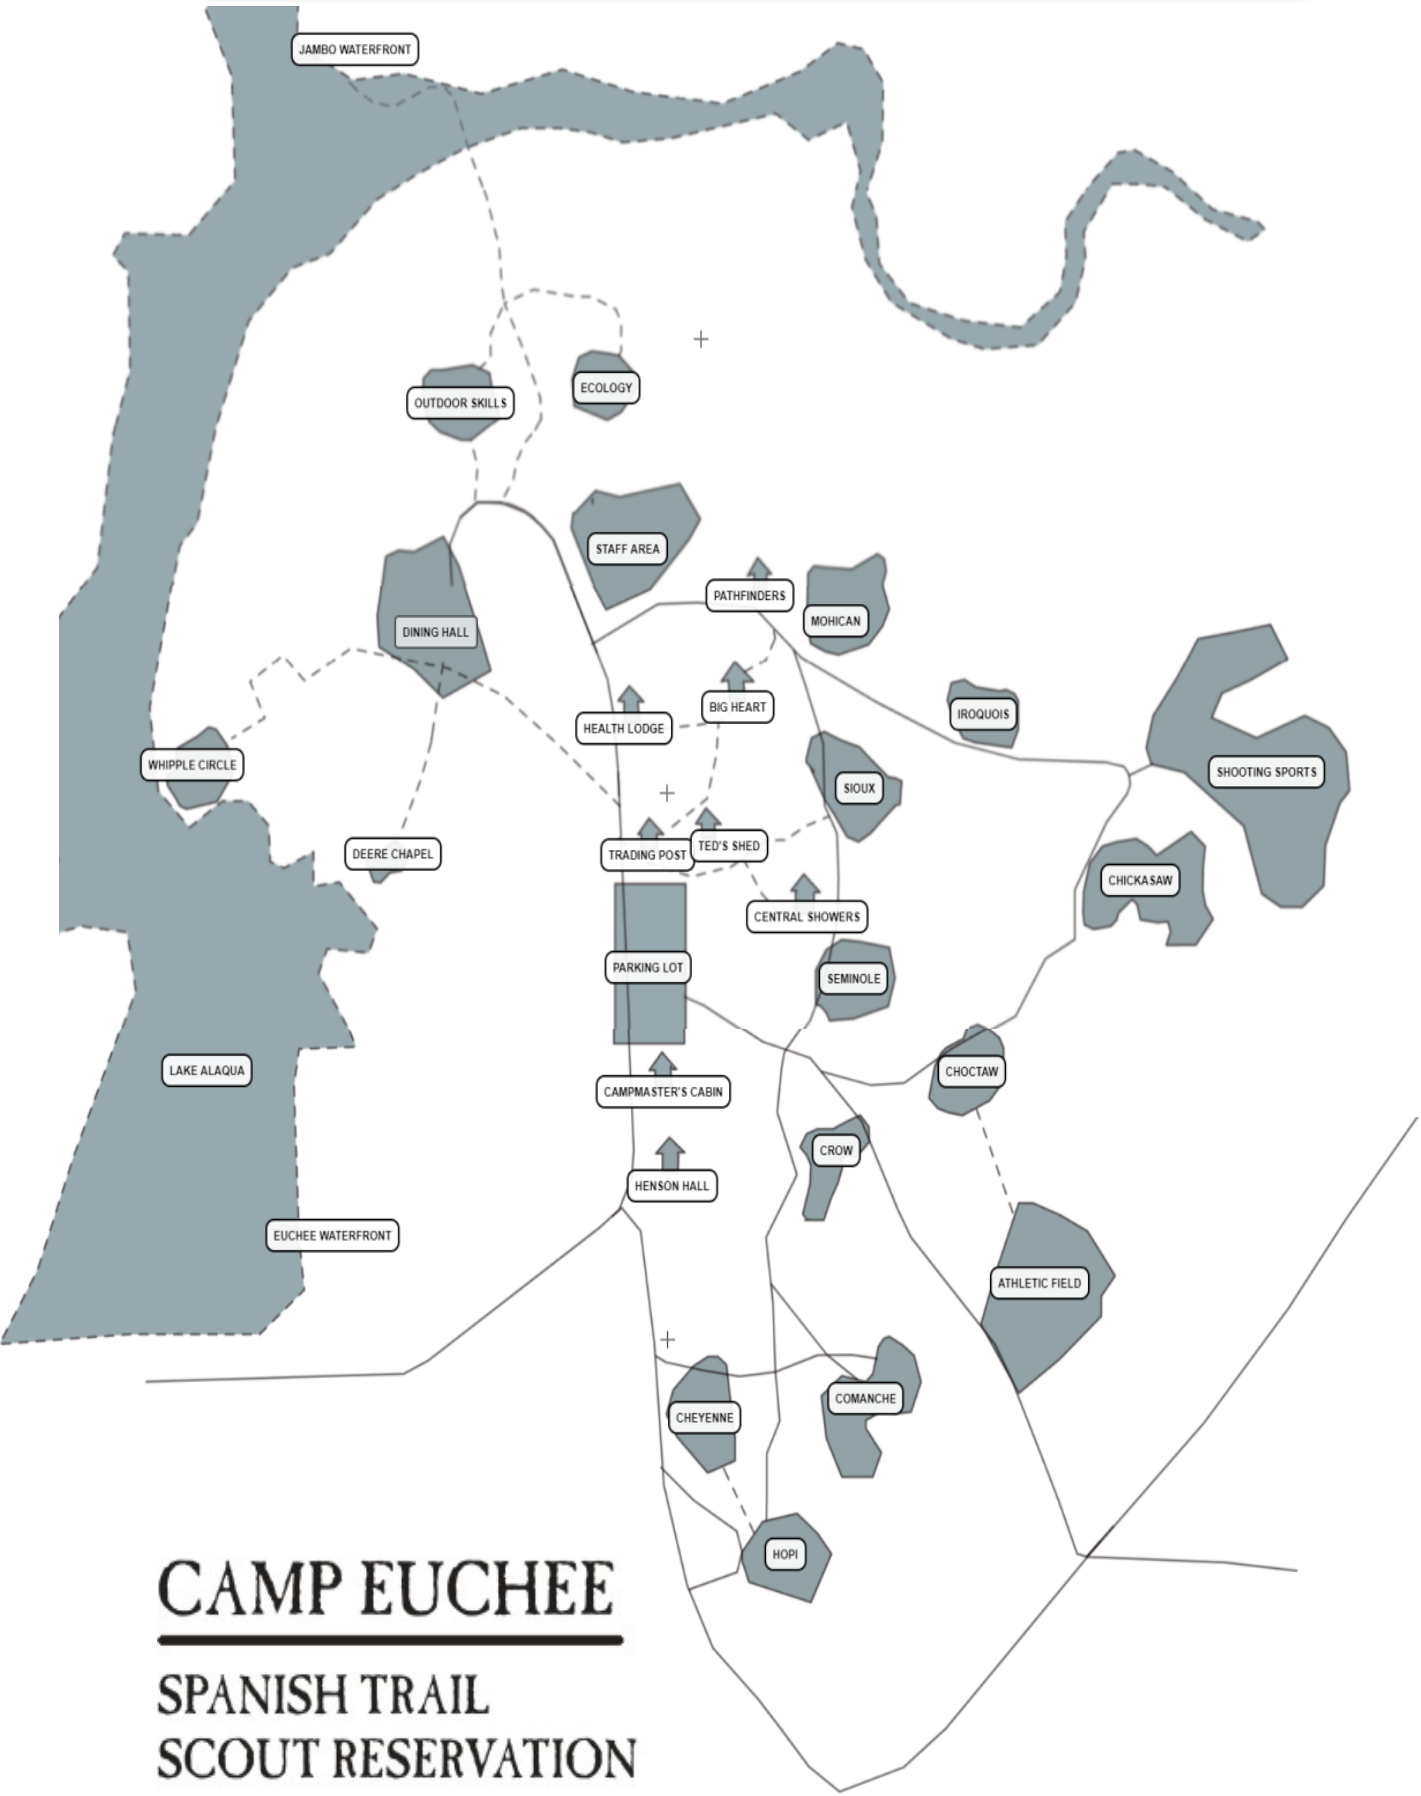 JAMBO WATERFRONT
ECOLOGY
OUTDOOR SKILLS
STAFF AREA
PATHFINDERS
MOHICAN
DINING HALL
BIG HEART
IROQUOIS
HEALTH LODGE
WHIPPLE CIRCLE
SHOOTING SPORTS
SIOUX
TED'S SHED
DEERE CHAPEL
TRADING POST
CHICKASAW
CENTRAL SHOWERS
PARKING LOT
SEMINOLE
LAKE ALAQUA
CHOCTAW
CAMPMASTER'S CABIN
CROW
HENSON HALL
EUCHEE WATERFRONT
ATHLETIC FIELD
COMANCHE
CHEYENNE
HOPI
CAMP EUCHEE
SPANISH TRAIL
SCOUT RESERVATION